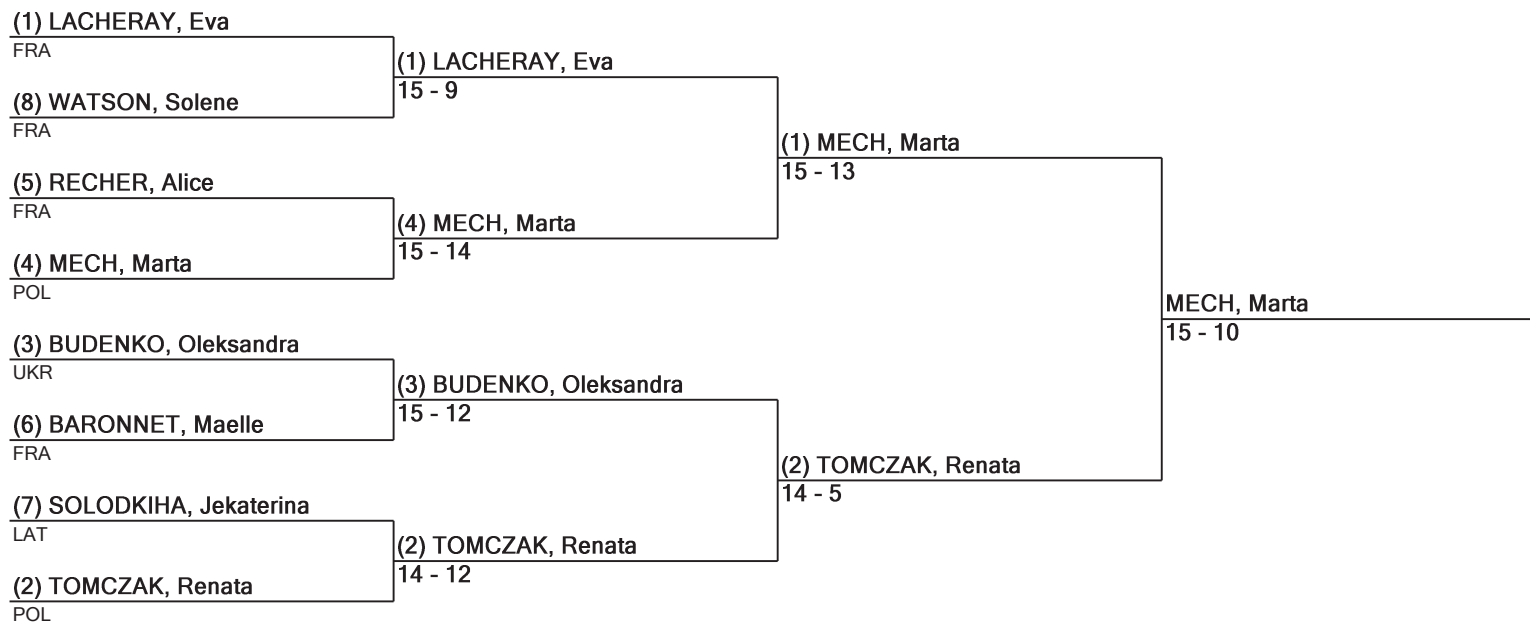 (1) LACHERAY, Eva
FRA
(1) LACHERAY, Eva
15 - 9
(8) WATSON, Solene
FRA
(1) MECH, Marta
15 - 13
(5) RECHER, Alice
FRA
(4) MECH, Marta
15 - 14
(4) MECH, Marta
POL
MECH, Marta
15 - 10
(3) BUDENKO, Oleksandra
UKR
(3) BUDENKO, Oleksandra
15 - 12
(6) BARONNET, Maelle
FRA
(2) TOMCZAK, Renata
14 - 5
(7) SOLODKIHA, Jekaterina
LAT
(2) TOMCZAK, Renata
14 - 12
(2) TOMCZAK, Renata
POL